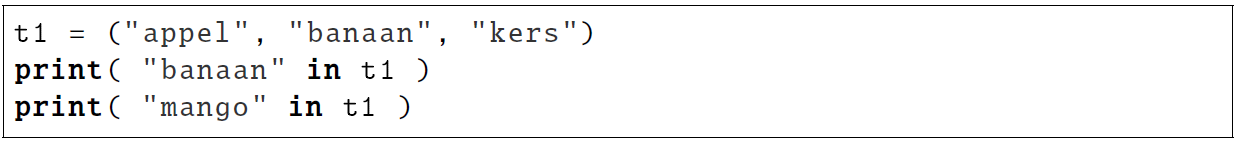 t1 = ("appel", "banaan", "kers")
print( "banaan" in t1 )
print( "mango" in t1 )